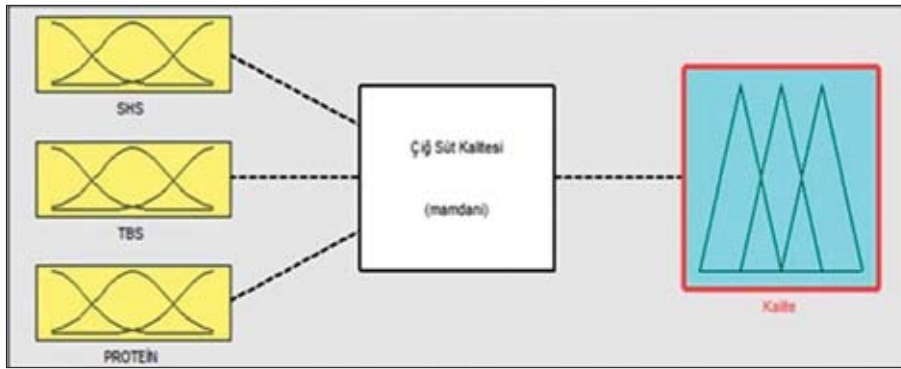 SHS
TBS
PROTEİN
Çiğ Süt Kalitesi
(mamdani)
Kalite